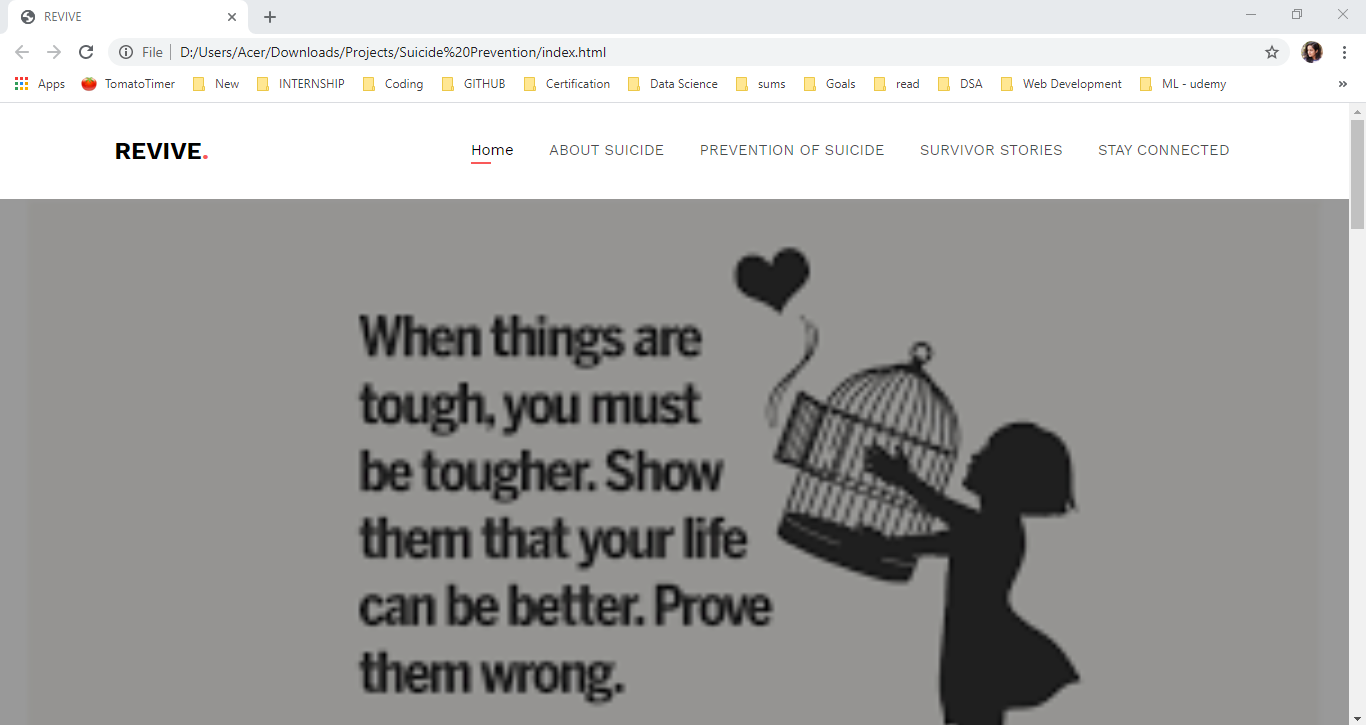 REVIVE
File | D:/Users/Acer/Downloads/Projects/Suicide%20Prevention/index.html
Apps TomatoTimer New INTERNSHIP Coding GITHUB Certification Data Science sums Goals read DSA Web Development ML - udemy »
REVIVE. Home ABOUT SUICIDE PREVENTION OF SUICIDE SURVIVOR STORIES STAY CONNECTED
When things are
tough, you must
be tougher. Show
them that your life
can be better. Prove
them wrong.